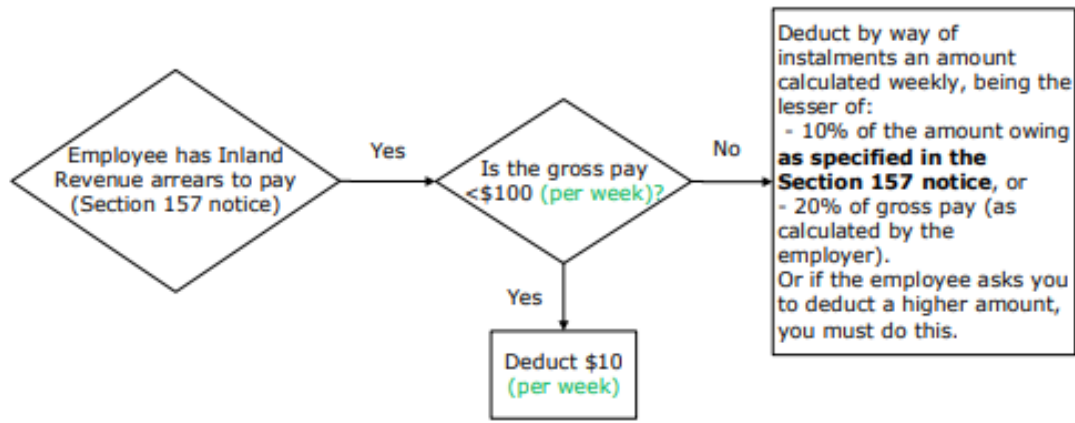 Employee has Inland
Revenue arrears to pay
(Section 157 notice)
Yes
Is the gross pay
<$100 (per week)?
No
Deduct by way of
instalments an amount
calculated weekly, being the
lesser of:
- 10% of the amount owing
as specified in the
Section 157 notice, or
- 20% of gross pay (as
calculated by the
employer).
Or if the employee asks you
to deduct a higher amount,
you must do this.
Yes
Deduct $10
(per week)